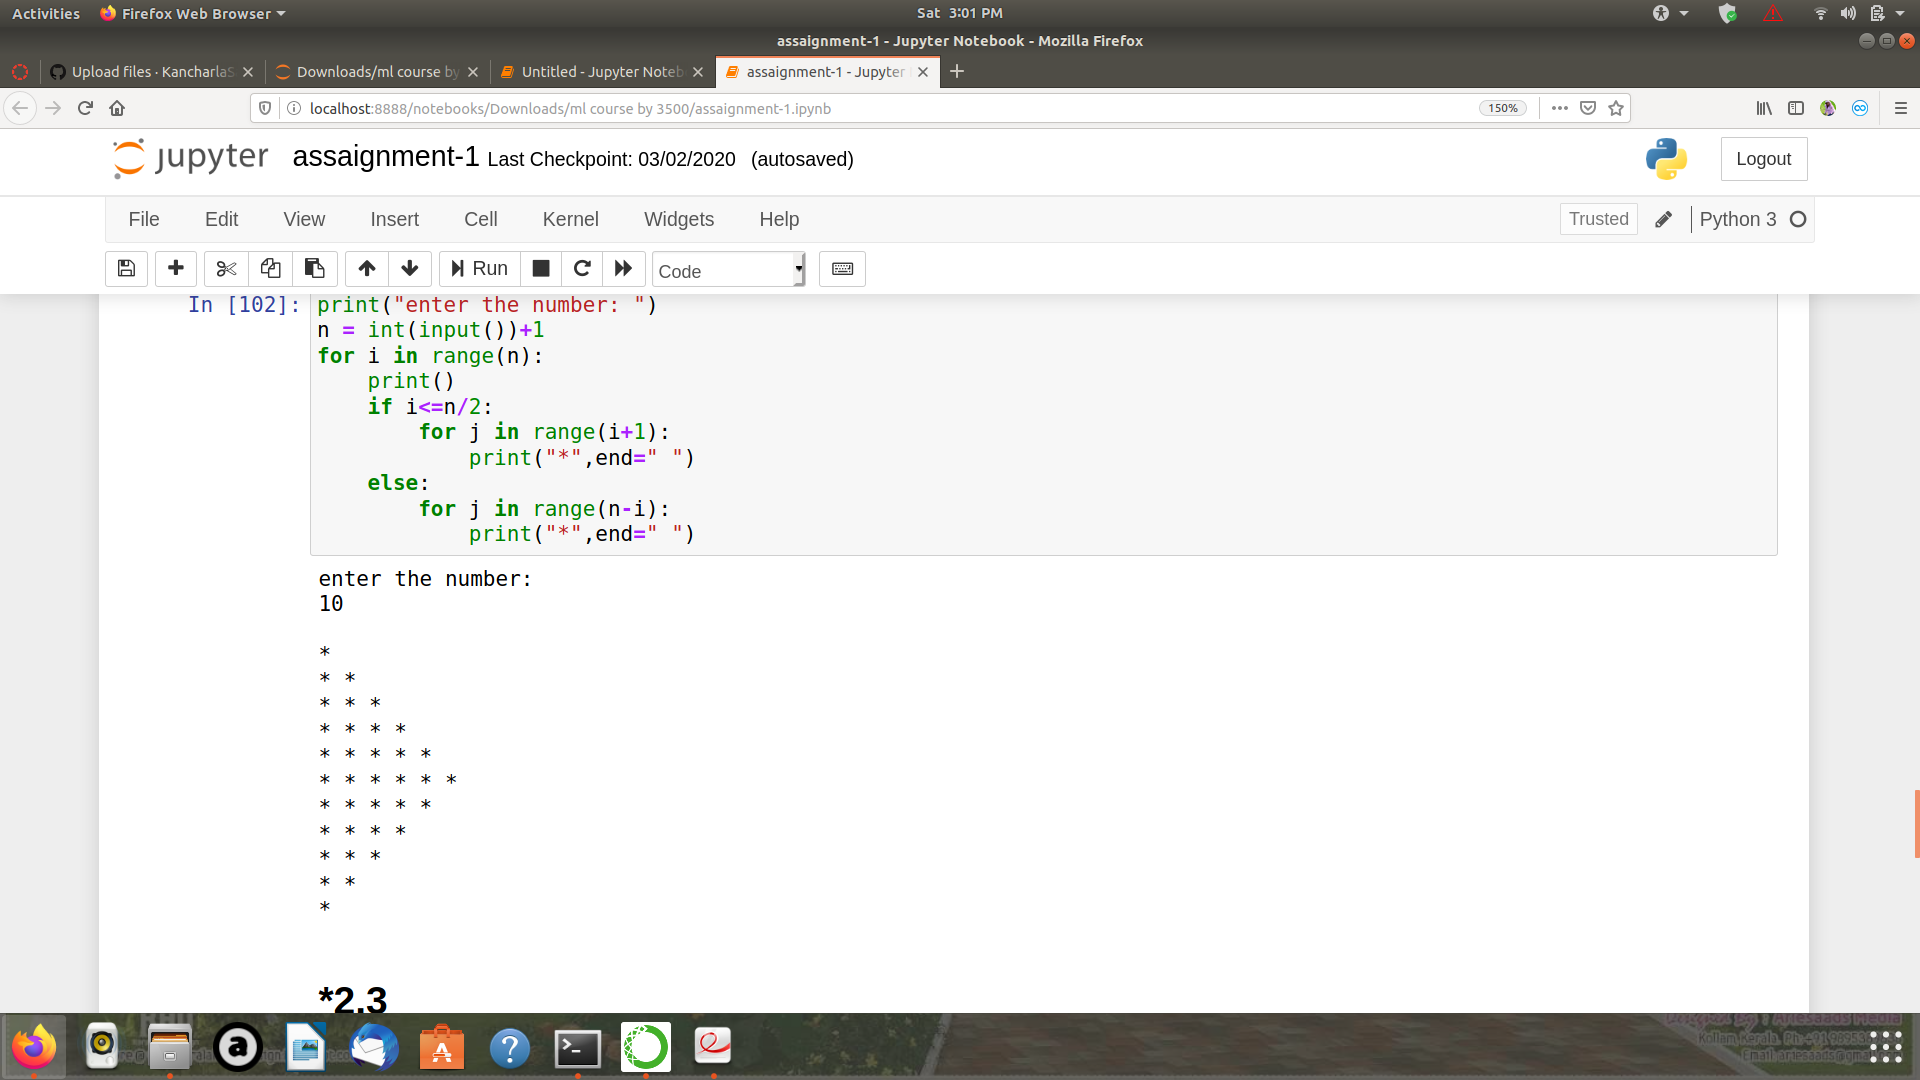 Activities Firefox Web Browser Sat 3:01 PM
assaignment-1 - Jupyter Notebook - Mozilla Firefox
Upload files · KancharlaS Downloads/ml course by Untitled - Jupyter Noteb assaignment-1 - Jupyter
localhost:8888/notebooks/Downloads/ml course by 3500/assaignment-1.ipynb 150%
jupyter assaignment-1 Last Checkpoint: 03/02/2020 (autosaved) Logout
File Edit View Insert Cell Kernel Widgets Help Trusted Python 3
Run Code
In [102]: print("enter the number: ")
n = int(input())+1
for i in range(n):
    print()
    if i<=n/2:
        for j in range(i+1):
            print("*",end=" ")
    else:
        for j in range(n-i):
            print("*",end=" ")
enter the number:
10
*
* *
* * *
* * * *
* * * * *
* * * * * *
* * * * *
* * * *
* * *
* *
*
*2.3